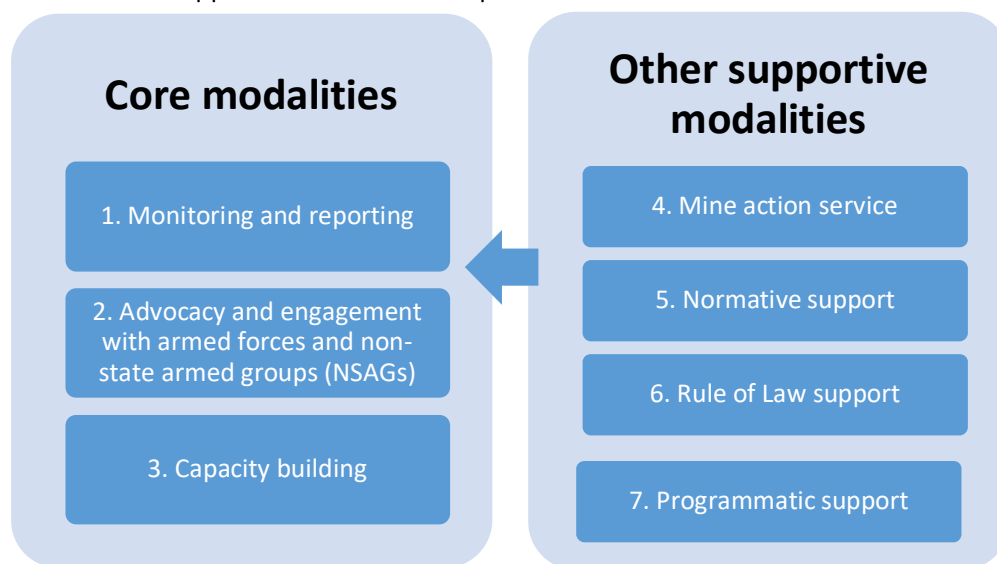 Core modalities
1. Monitoring and reporting
2. Advocacy and engagement
with armed forces and non-
state armed groups (NSAGs)
3. Capacity building
Other supportive
modalities
4. Mine action service
5. Normative support
6. Rule of Law support
7. Programmatic support